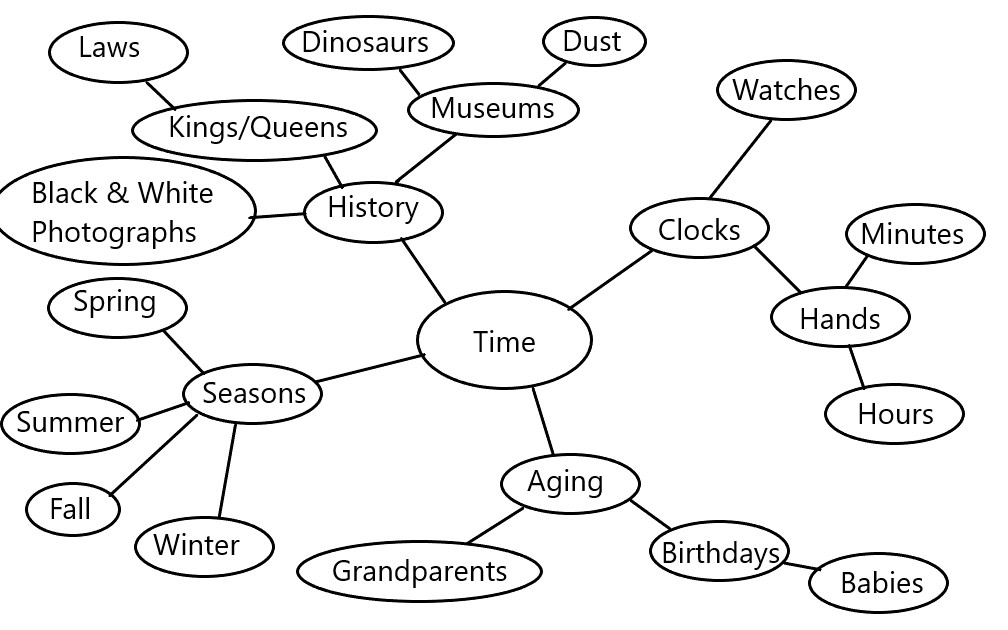 Laws
Dinosaurs
Dust
Kings/Queens
Museums
Watches
Black & White
Photographs
History
Clocks
Minutes
Spring
Time
Hands
Seasons
Summer
Hours
Fall
Winter
Aging
Grandparents
Birthdays
Babies